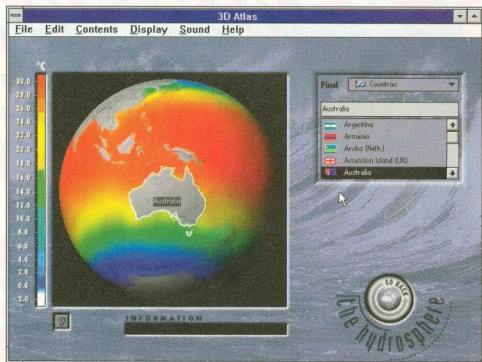 3D Atlas
File Edit Contents Display Sound Help
°C
30.0
28.0
26.0
24.0
22.0
20.0
18.0
16.0
14.0
12.0
10.0
8.0
6.0
4.0
2.0
0.0
- 2.0
Australia
Find Countries
Australia
Argentina
Armenia
Aruba (Neth.)
Ascension Island (UK)
Australia
GO BACK
the hydrosphere
INFORMATION